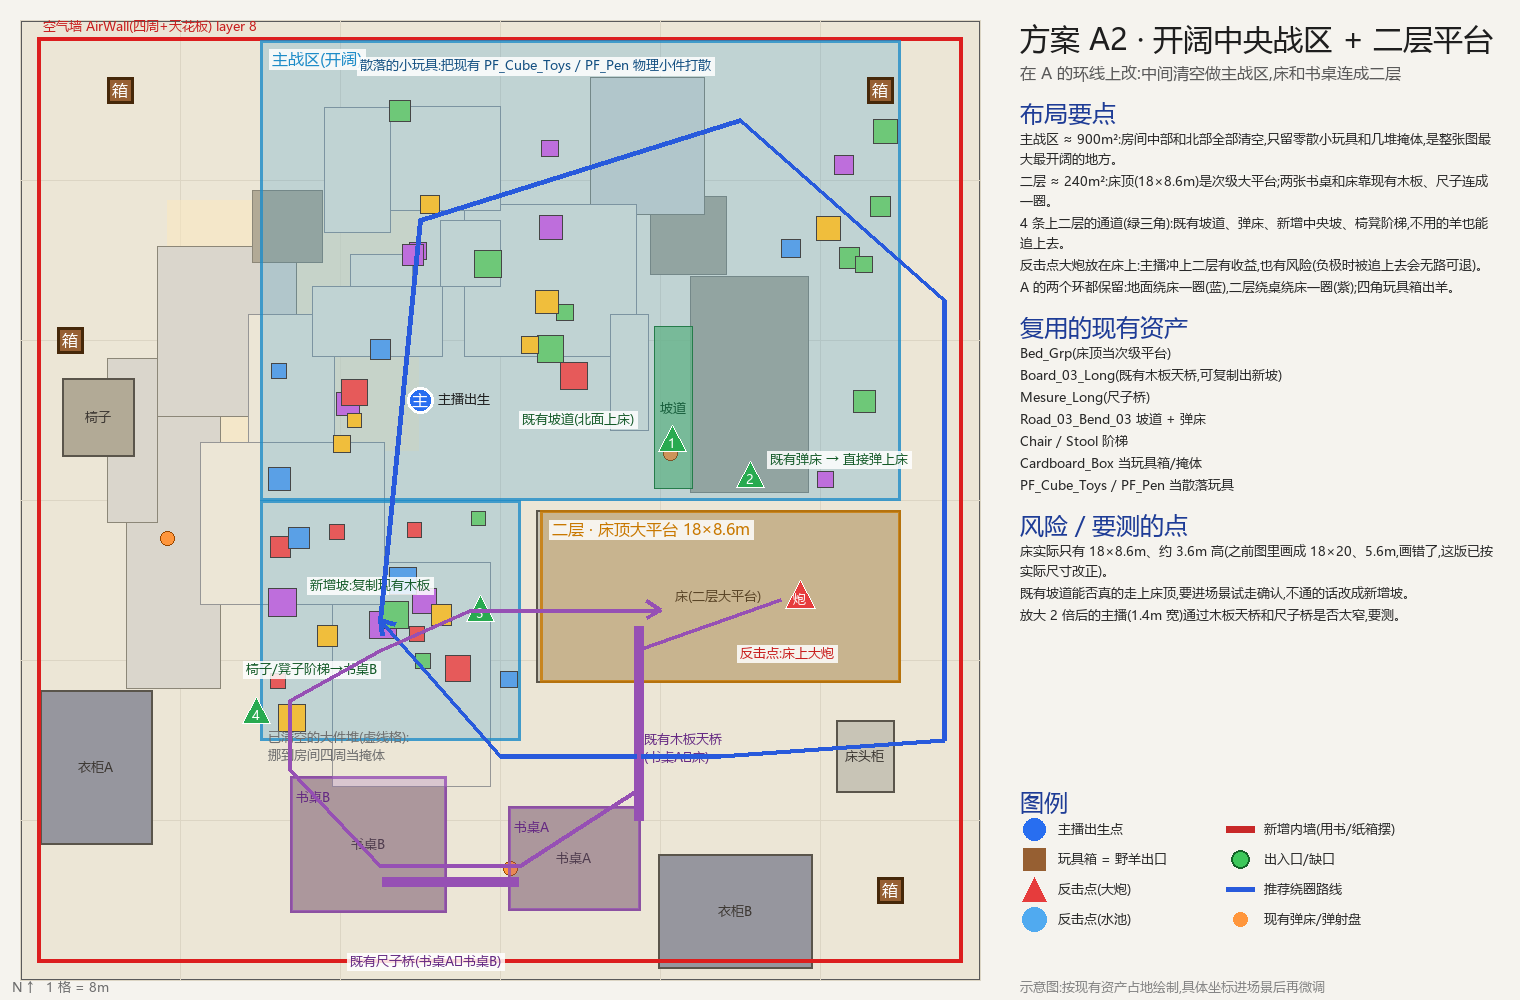 空气墙 AirWall(四周+天花板) layer 8
主战区(开阔)
散落的小玩具:把现有 PF_Cube_Toys / PF_Pen 物理小件打散
箱
箱
箱
椅子
主
主播出生
既有坡道(北面上床)
坡道
1
既有弹床 → 直接弹上床
2
二层 · 床顶大平台 18×8.6m
新增坡:复制现有木板
3
床(二层大平台)
炮
反击点:床上大炮
椅子/凳子阶梯→书桌B
4
已清空的大件堆(虚线格):
挪到房间四周当掩体
既有木板天桥
(书桌A▯床)
床头柜
衣柜A
书桌B
书桌B
书桌A
书桌A
衣柜B
箱
既有尺子桥(书桌A▯书桌B)
N↑ 1 格 = 8m
方案 A2 · 开阔中央战区 + 二层平台
在 A 的环线上改:中间清空做主战区,床和书桌连成二层
布局要点
主战区 ≈ 900m²:房间中部和北部全部清空,只留零散小玩具和几堆掩体,是整张图最
大最开阔的地方。
二层 ≈ 240m²:床顶(18×8.6m)是次级大平台;两张书桌和床靠现有木板、尺子连成
一圈。
4 条上二层的通道(绿三角):既有坡道、弹床、新增中央坡、椅凳阶梯,不用的羊也能
追上去。
反击点大炮放在床上:主播冲上二层有收益,也有风险(负极时被追上去会无路可退)。
A 的两个环都保留:地面绕床一圈(蓝),二层绕桌绕床一圈(紫);四角玩具箱出羊。
复用的现有资产
Bed_Grp(床顶当次级平台)
Board_03_Long(既有木板天桥,可复制出新坡)
Mesure_Long(尺子桥)
Road_03_Bend_03 坡道 + 弹床
Chair / Stool 阶梯
Cardboard_Box 当玩具箱/掩体
PF_Cube_Toys / PF_Pen 当散落玩具
风险 / 要测的点
床实际只有 18×8.6m、约 3.6m 高(之前图里画成 18×20、5.6m,画错了,这版已按
实际尺寸改正)。
既有坡道能否真的走上床顶,要进场景试走确认,不通的话改成新增坡。
放大 2 倍后的主播(1.4m 宽)通过木板天桥和尺子桥是否太窄,要测。
图例
主播出生点
新增内墙(用书/纸箱摆)
玩具箱 = 野羊出口
出入口/缺口
反击点(大炮)
推荐绕圈路线
反击点(水池)
现有弹床/弹射盘
示意图:按现有资产占地绘制,具体坐标进场景后再微调